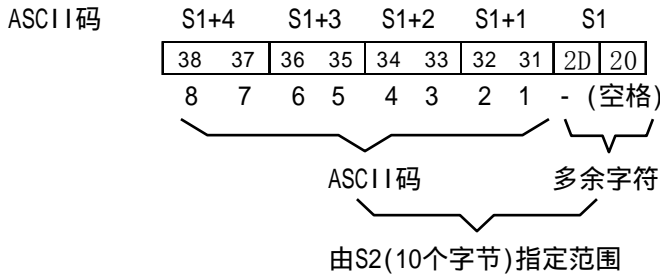 ASCII码 S1+4 S1+3 S1+2 S1+1 S1
38 37 36 35 34 33 32 31 2D 20
8 7 6 5 4 3 2 1 - (空格)
ASCII码 多余字符
由S2(10个字节)指定范围